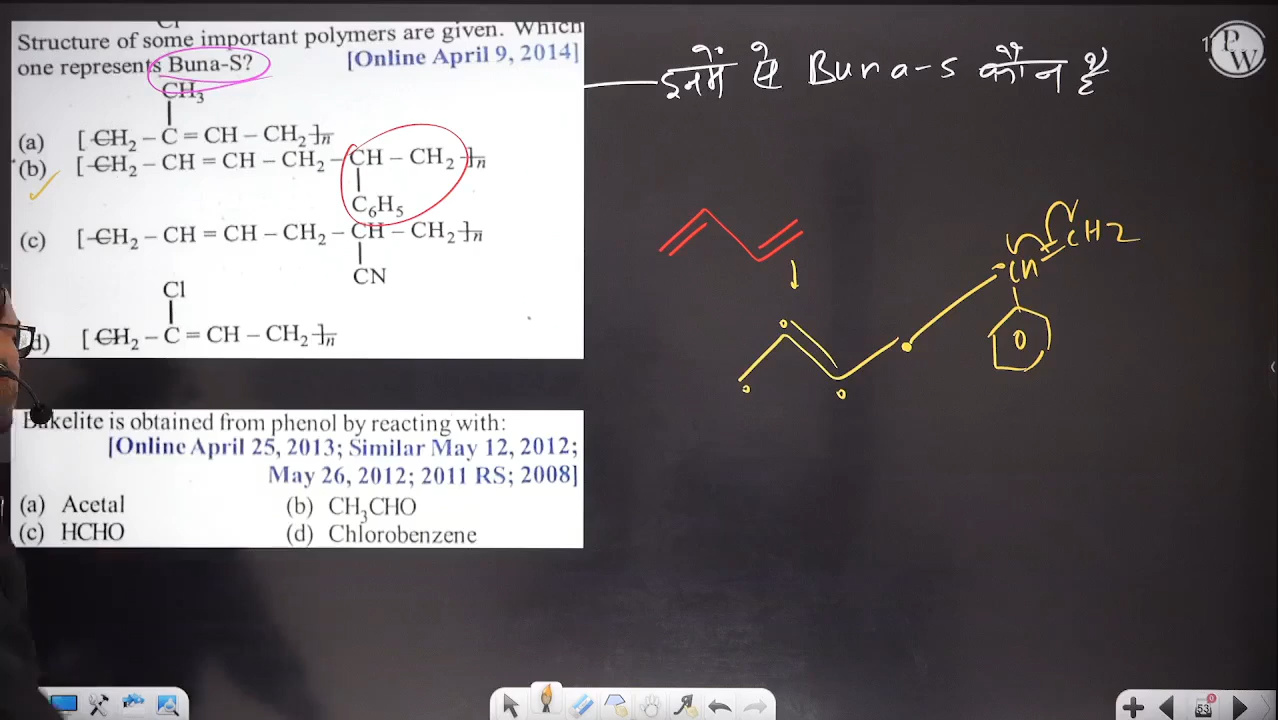 Structure of some important polymers are given. Which
one represents Buna-S? [Online April 9, 2014]
CH3
(a) [-CH2 – C = CH – CH2-]n
(b) [-CH2 – CH = CH – CH2 – CH – CH2-]n
C6H5
(c) [-CH2 – CH = CH – CH2 – CH – CH2-]n
CN
Cl
d) [-CH2 – C = CH – CH2-]n
kelite is obtained from phenol by reacting with:
[Online April 25, 2013; Similar May 12, 2012;
May 26, 2012; 2011 RS; 2008]
(a) Acetal (b) CH3CHO
(c) HCHO (d) Chlorobenzene
इनमें से Buna-S कौन है
CH2
PW
53